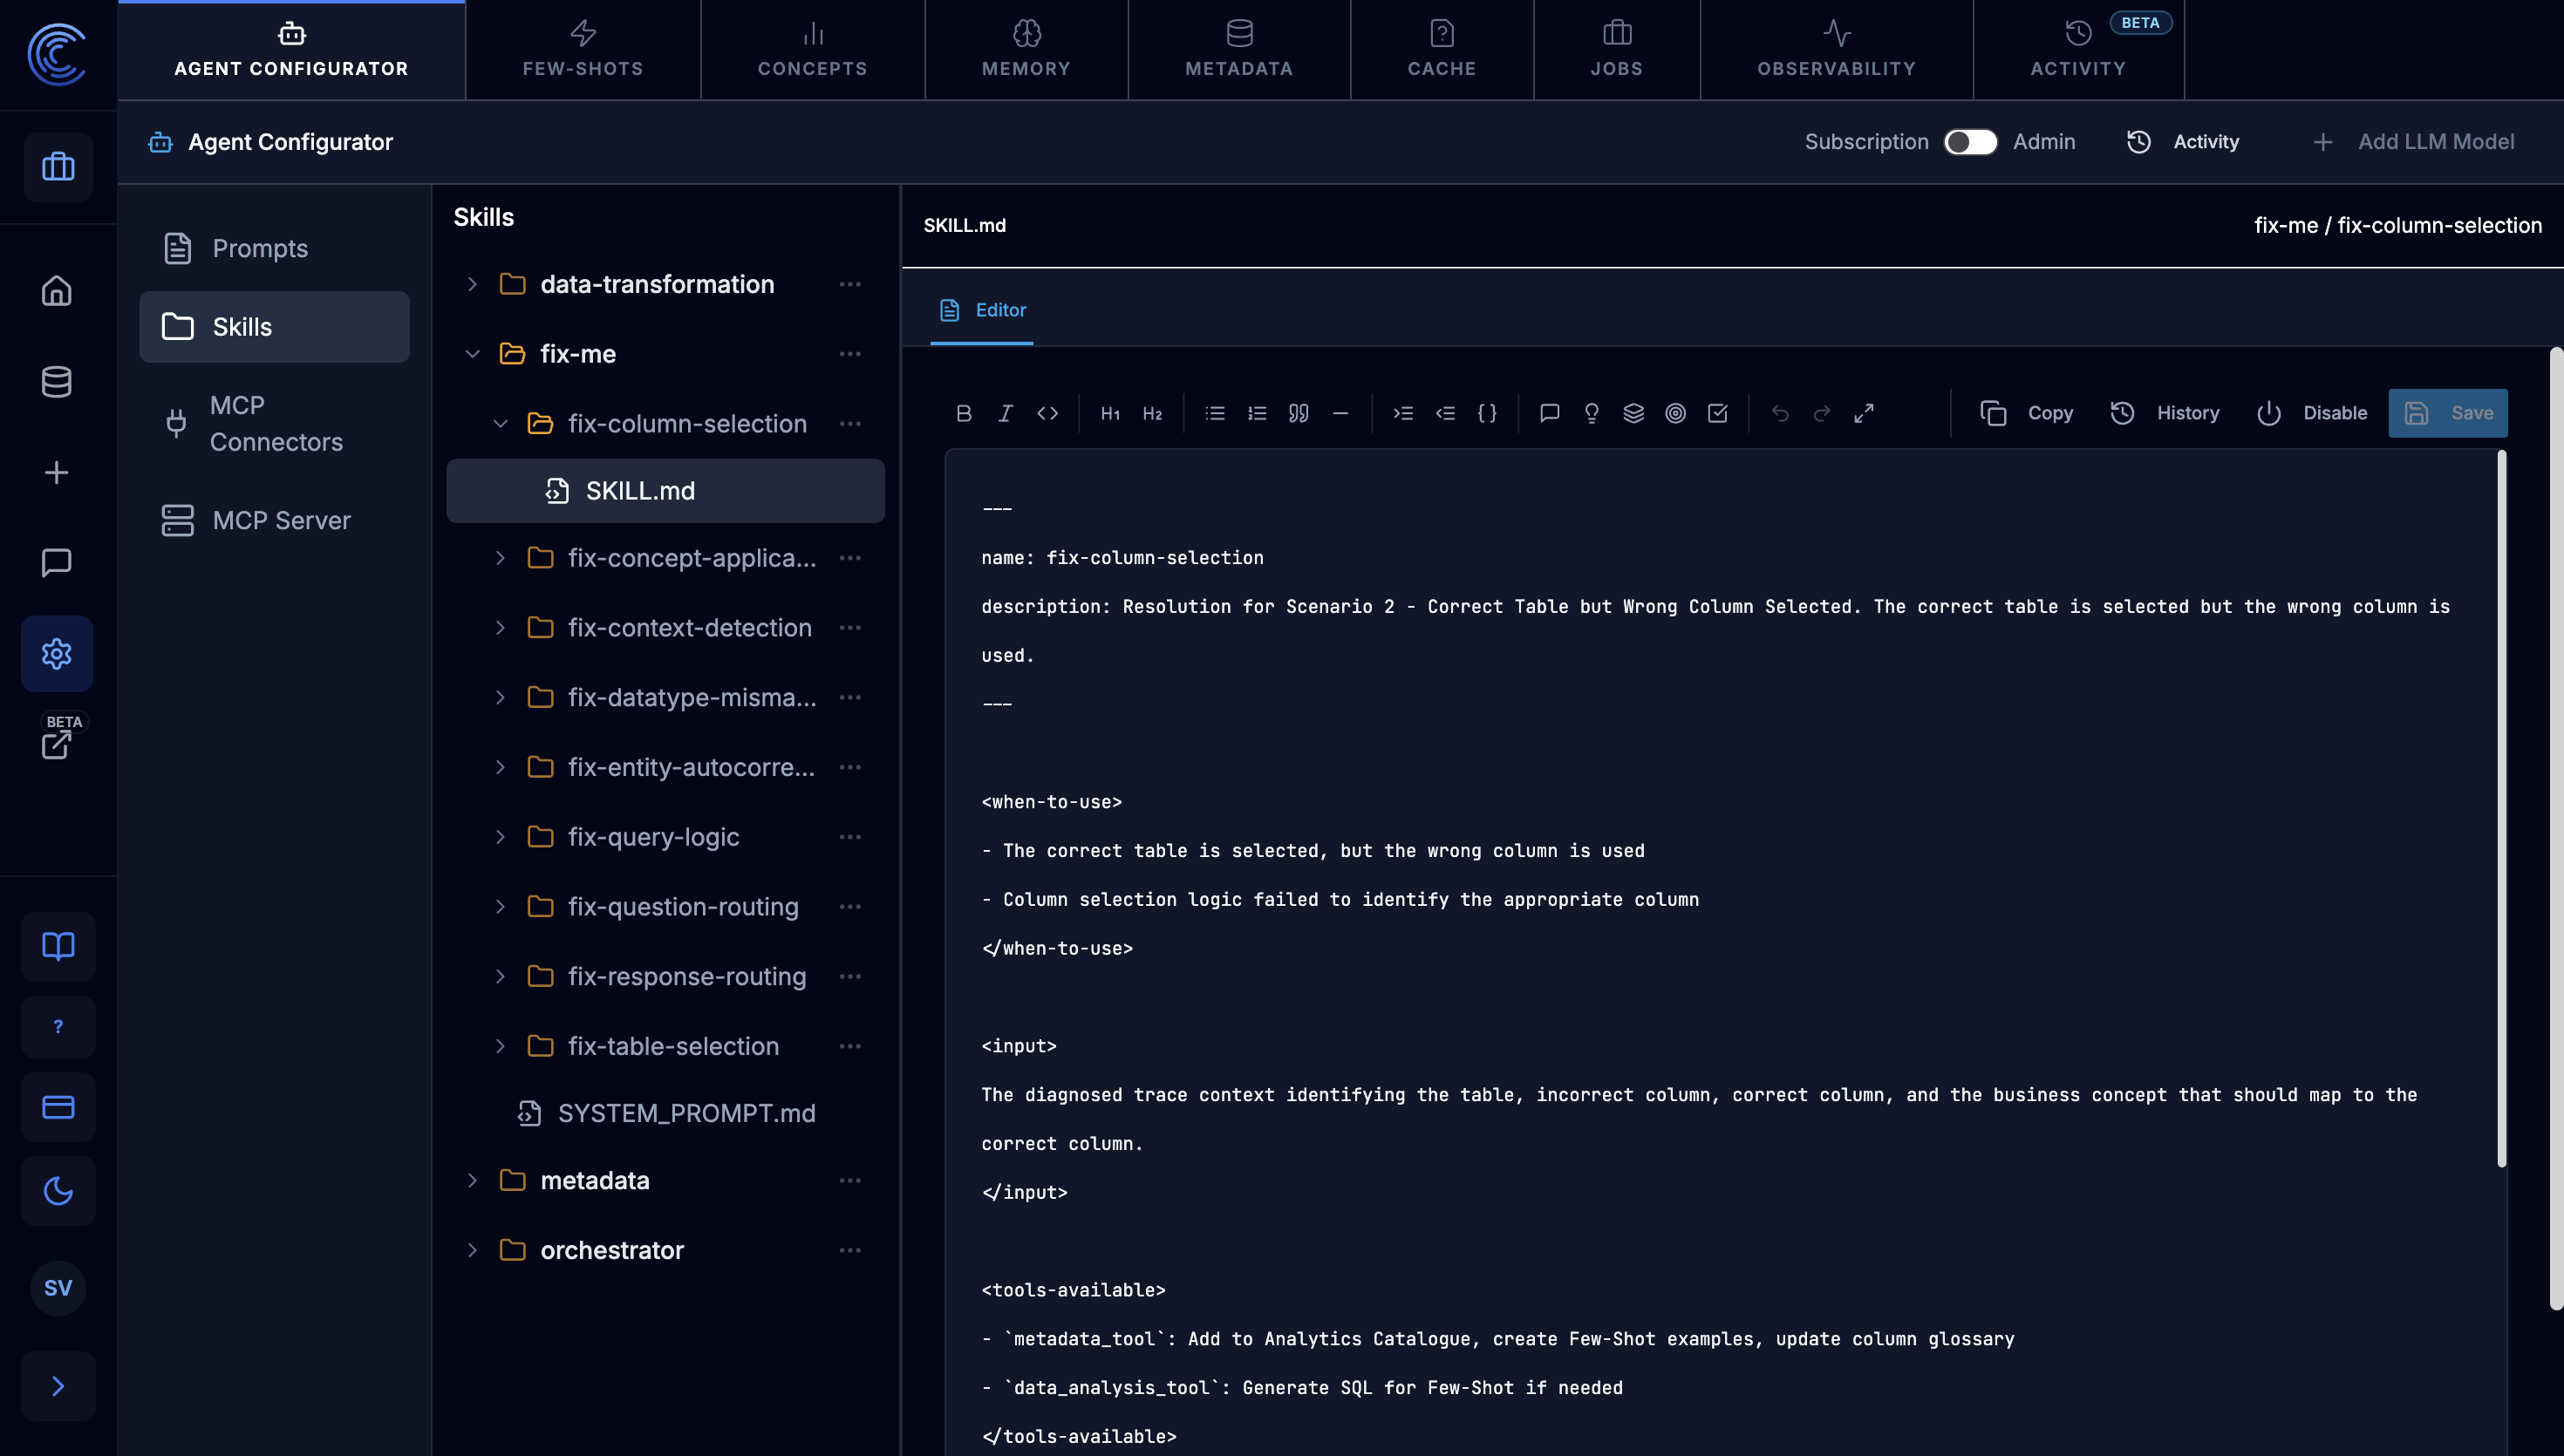 AGENT CONFIGURATOR
FEW-SHOTS
CONCEPTS
MEMORY
METADATA
CACHE
JOBS
OBSERVABILITY
BETA
ACTIVITY
Agent Configurator
Subscription
Admin
Activity
Add LLM Model
Prompts
Skills
MCP
Connectors
MCP Server
BETA
?
SV
Skills
data-transformation
fix-me
fix-column-selection
SKILL.md
fix-concept-applica...
fix-context-detection
fix-datatype-misma...
fix-entity-autocorre...
fix-query-logic
fix-question-routing
fix-response-routing
fix-table-selection
SYSTEM_PROMPT.md
metadata
orchestrator
SKILL.md
fix-me / fix-column-selection
Editor
H1
H2
Copy
History
Disable
Save
---
name: fix-column-selection
description: Resolution for Scenario 2 - Correct Table but Wrong Column Selected. The correct table is selected but the wrong column is
used.
---
<when-to-use>
- The correct table is selected, but the wrong column is used
- Column selection logic failed to identify the appropriate column
</when-to-use>
<input>
The diagnosed trace context identifying the table, incorrect column, correct column, and the business concept that should map to the
correct column.
</input>
<tools-available>
- `metadata_tool`: Add to Analytics Catalogue, create Few-Shot examples, update column glossary
- `data_analysis_tool`: Generate SQL for Few-Shot if needed
</tools-available>